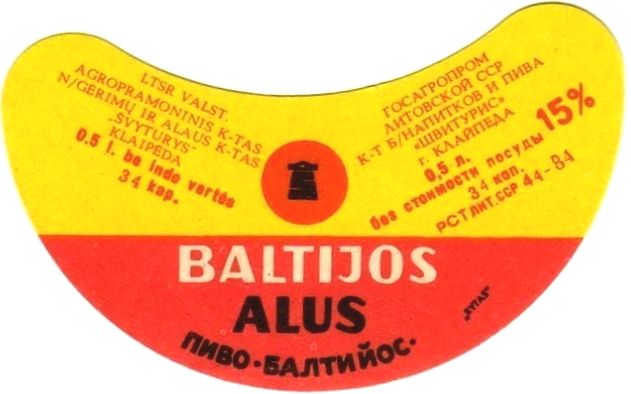 LTSR VALST.
AGROPRAMONINIS K-TAS
N/GĖRIMŲ IR ALAUS K-TAS
„ŠVYTURYS"
KLAIPĖDA
0.5 l. be indo vertės
34 kap.
ГОСАГРОПРОМ
ЛИТОВСКОЙ ССР
К-Т Б/НАПИТКОВ И ПИВА
«ШВИТУРИС»
г. КЛАЙПЕДА
0,5 л.
без стоимости посуды
34 коп.
РСТ ЛИТ.ССР 44-84
15%
BALTIJOS
ALUS
ПИВО·БАЛТИЙОС·
„RYTAS"